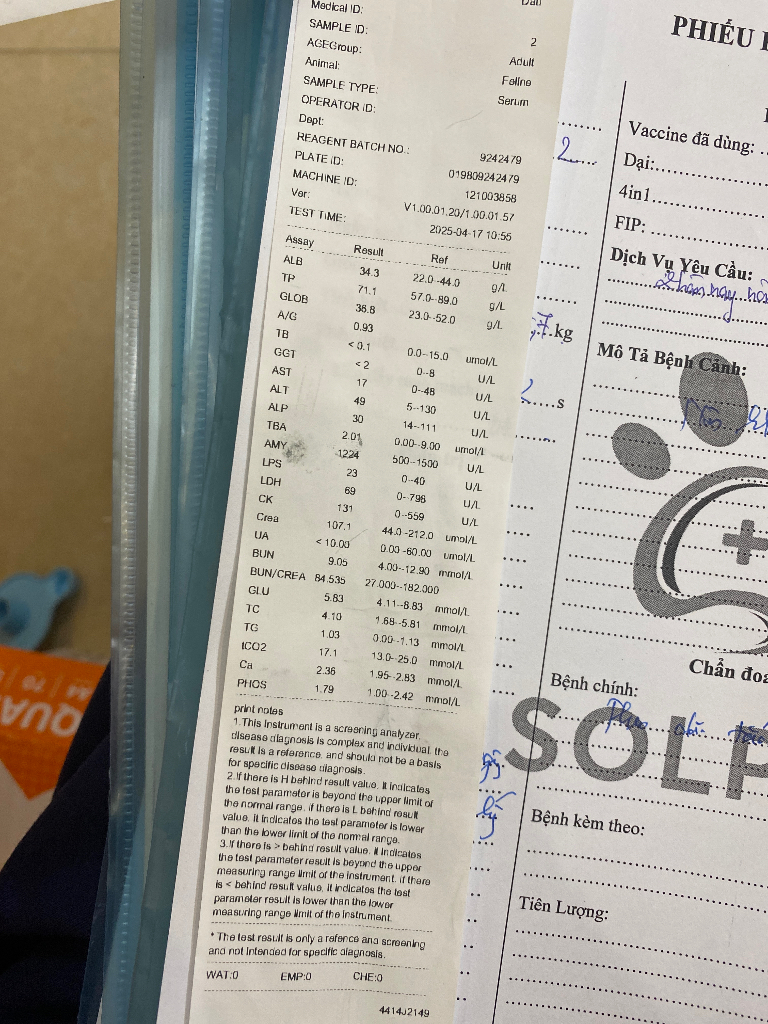 Medical ID:
SAMPLE ID: 2
AGEGroup: Adult
Animal: Feline
SAMPLE TYPE: Serum
OPERATOR ID:
Dept:
REAGENT BATCH NO.: 9242479
PLATE ID: 019809242479
MACHINE ID: 121003858
Ver: V1.00.01.20/1.00.01.57
TEST TIME: 2025-04-17 10:55
Assay Result Ref Unit
ALB 34.3 22.0--44.0 g/L
TP 71.1 57.0--89.0 g/L
GLOB 36.8 23.0--52.0 g/L
A/G 0.93
TB < 0.1 0.0--15.0 umol/L
GGT < 2 0--8 U/L
AST 17 0--48 U/L
ALT 49 5--130 U/L
ALP 30 14--111 U/L
TBA 2.01 0.00--9.00 umol/L
AMY 1224 500--1500 U/L
LPS 23 0--40 U/L
LDH 69 0--798 U/L
CK 131 0--559 U/L
Crea 107.1 44.0--212.0 umol/L
UA < 10.00 0.00--60.00 umol/L
BUN 9.05 4.00--12.90 mmol/L
BUN/CREA 84.535 27.000--182.000
GLU 5.83 4.11--8.83 mmol/L
TC 4.10 1.68--5.81 mmol/L
TG 1.03 0.00--1.13 mmol/L
tCO2 17.1 13.0--25.0 mmol/L
Ca 2.36 1.95--2.83 mmol/L
PHOS 1.79 1.00--2.42 mmol/L
print notes
1.This instrument is a screening analyzer.
disease diagnosis is complex and individual. the
result is a reference, and should not be a basis
for specific disease diagnosis.
2.If there is H behind result value. It indicates
the test parameter is beyond the upper limit of
the normal range. if there is L behind result
value. it indicates the test parameter is lower
than the lower limit of the normal range.
3.If there is > behind result value. it indicates
the test parameter result is beyond the upper
measuring range limit of the instrument. if there
is < behind result value. it indicates the test
parameter result is lower than the lower
measuring range limit of the instrument.
* The test result is only a refence and screening
and not intended for specific diagnosis.
WAT:0 EMP:0 CHE:0
4414J2149
PHIẾU
Vaccine đã dùng:
2
Dại:
4in1
FIP:
Dịch Vụ Yêu Cầu:
kg
Mô Tả Bệnh Cảnh:
s
Chẩn đoá
Bệnh chính:
SOLP
Bệnh kèm theo:
Tiên Lượng: